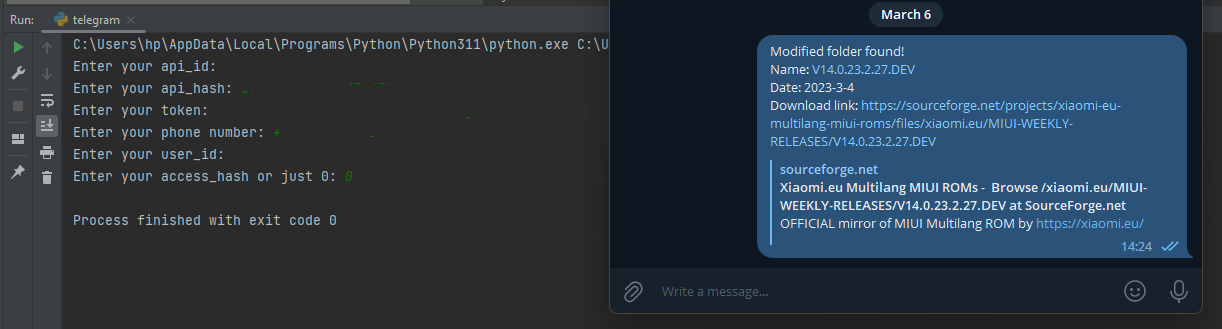 Run:
telegram
C:\Users\hp\AppData\Local\Programs\Python\Python311\python.exe C:\U
Enter your api_id:
Enter your api_hash:
Enter your token:
Enter your phone number: +
Enter your user_id:
Enter your access_hash or just 0: 0
Process finished with exit code 0
March 6
Modified folder found!
Name: V14.0.23.2.27.DEV
Date: 2023-3-4
Download link: https://sourceforge.net/projects/xiaomi-eu-
multilang-miui-roms/files/xiaomi.eu/MIUI-WEEKLY-
RELEASES/V14.0.23.2.27.DEV
sourceforge.net
Xiaomi.eu Multilang MIUI ROMs - Browse /xiaomi.eu/MIUI-
WEEKLY-RELEASES/V14.0.23.2.27.DEV at SourceForge.net
OFFICIAL mirror of MIUI Multilang ROM by https://xiaomi.eu/
14:24
Write a message...